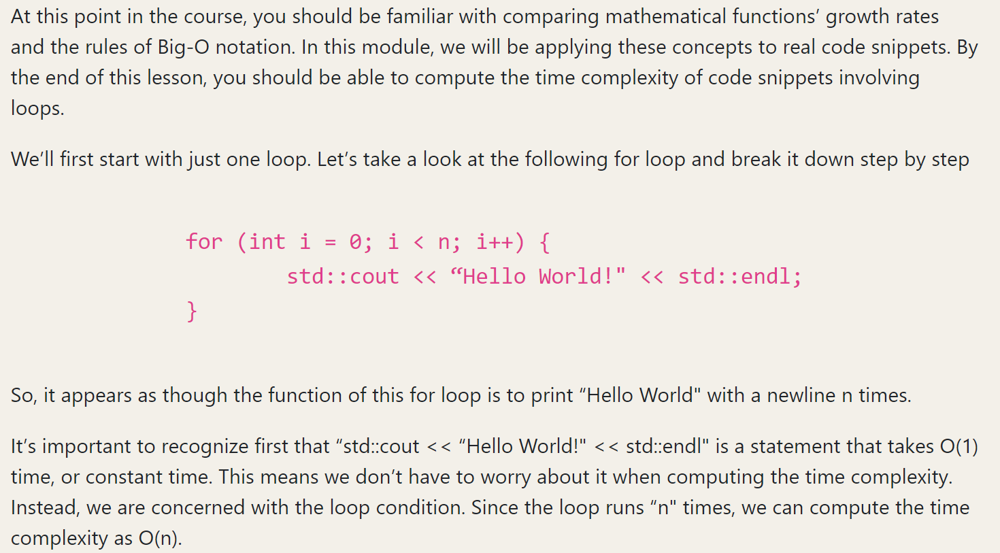 At this point in the course, you should be familiar with comparing mathematical functions’ growth rates
and the rules of Big-O notation. In this module, we will be applying these concepts to real code snippets. By
the end of this lesson, you should be able to compute the time complexity of code snippets involving
loops.
We’ll first start with just one loop. Let’s take a look at the following for loop and break it down step by step
for (int i = 0; i < n; i++) {
std::cout << “Hello World!" << std::endl;
}
So, it appears as though the function of this for loop is to print “Hello World" with a newline n times.
It’s important to recognize first that “std::cout << “Hello World!" << std::endl" is a statement that takes O(1)
time, or constant time. This means we don’t have to worry about it when computing the time complexity.
Instead, we are concerned with the loop condition. Since the loop runs “n" times, we can compute the time
complexity as O(n).